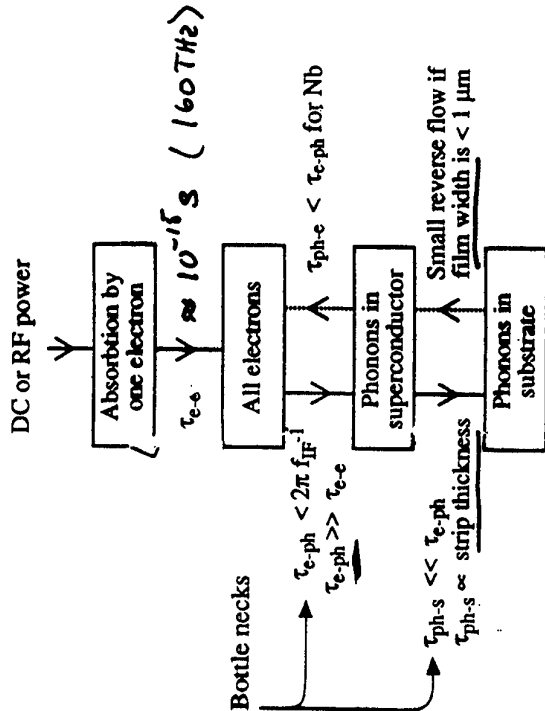 DC or RF power
Absorbtion by
one electron
τe-e
≈ 10⁻¹⁵ s (160 THz)
All electrons
Bottle necks
τe-ph < 2π fIF⁻¹
τe-ph >> τe-e
τph-e < τe-ph for Nb
Phonons in
superconductor
τph-s << τe-ph
τph-s ∝ strip thickness
Small reverse flow if
film width is < 1 μm
Phonons in
substrate